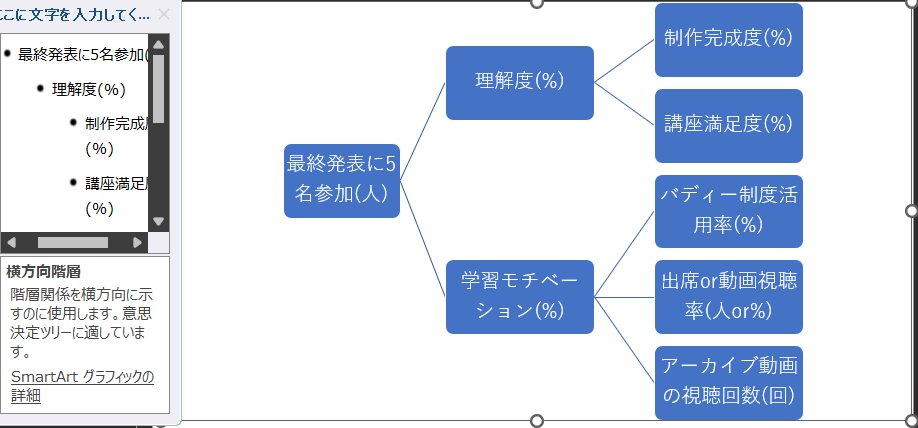 ここに文字を入力してく...
最終発表に5名参加(
理解度(%)
制作完成度
(%)
講座満足度
(%)
横方向階層
階層関係を横方向に示
すのに使用します。意思
決定ツリーに適していま
す。
SmartArt グラフィックの
詳細
最終発表に5
名参加(人)
理解度(%)
制作完成度(%)
講座満足度(%)
学習モチベー
ション(%)
バディー制度活
用率(%)
出席or動画視聴
率(人or%)
アーカイブ動画
の視聴回数(回)